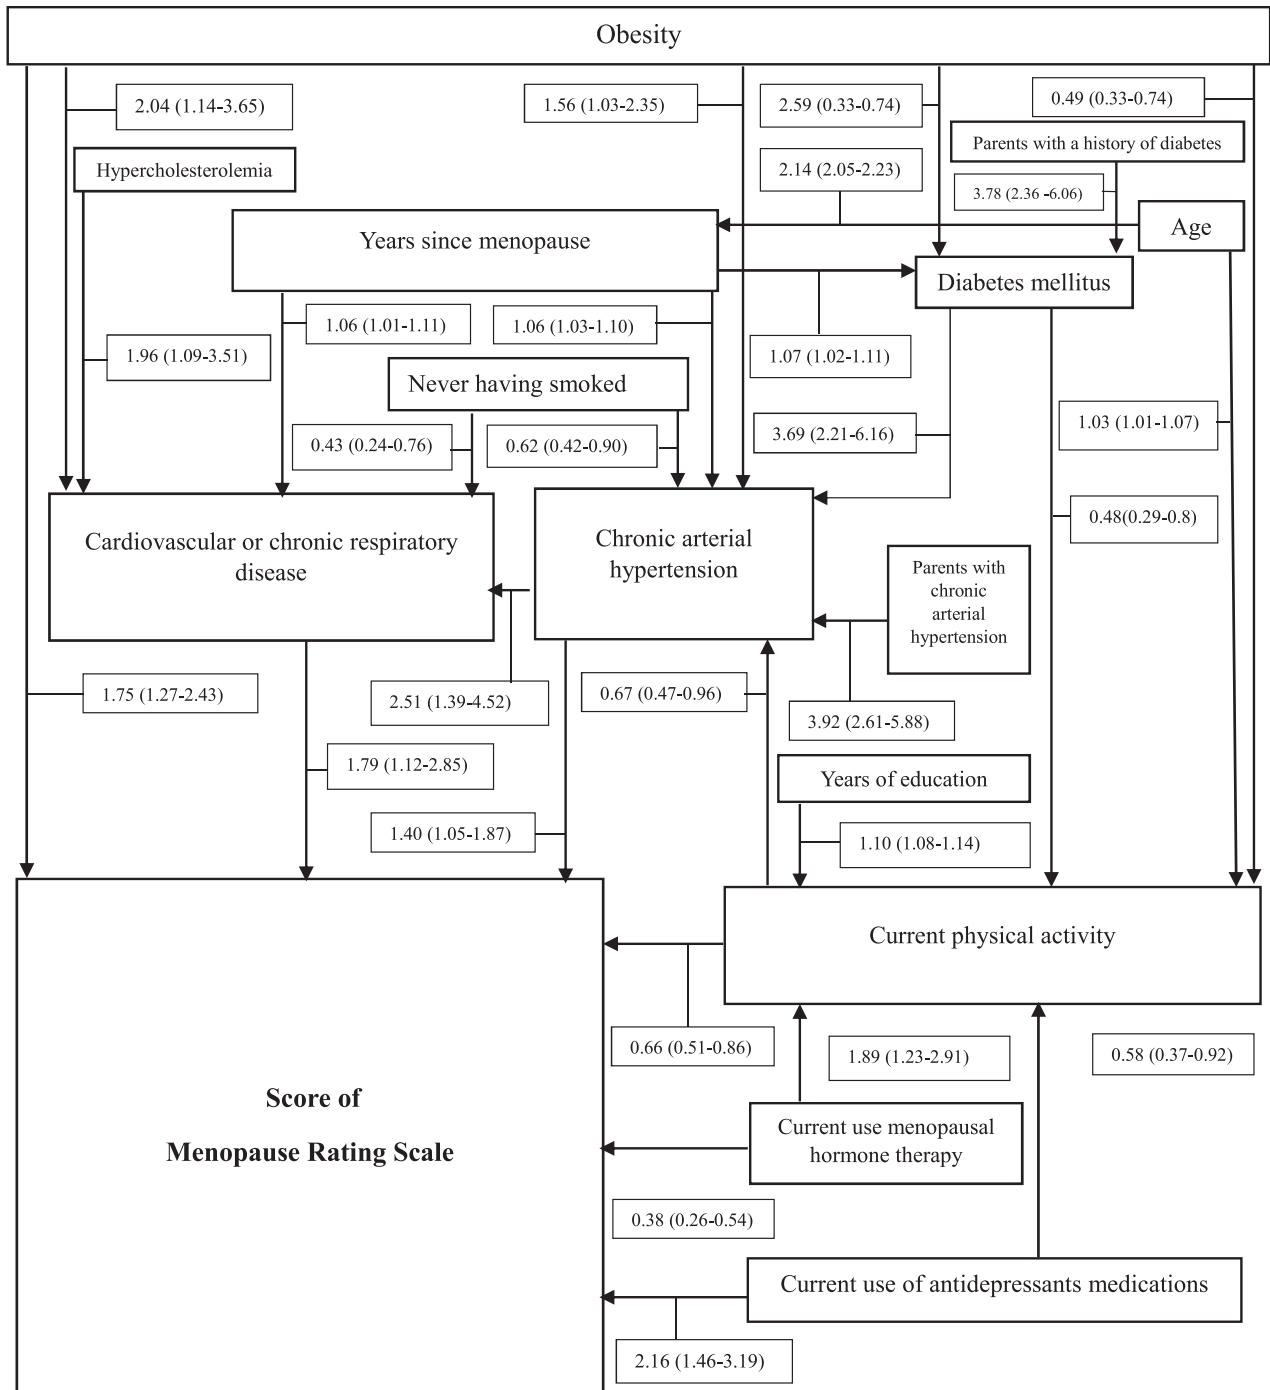 Obesity
2.04 (1.14-3.65)
1.56 (1.03-2.35)
2.59 (0.33-0.74)
0.49 (0.33-0.74)
Hypercholesterolemia
2.14 (2.05-2.23)
Parents with a history of diabetes
3.78 (2.36 -6.06)
Years since menopause
Age
Diabetes mellitus
1.96 (1.09-3.51)
1.06 (1.01-1.11)
1.06 (1.03-1.10)
1.07 (1.02-1.11)
Never having smoked
0.43 (0.24-0.76)
0.62 (0.42-0.90)
3.69 (2.21-6.16)
1.03 (1.01-1.07)
0.48(0.29-0.8)
Cardiovascular or chronic respiratory
disease
Chronic arterial
hypertension
Parents with
chronic
arterial
hypertension
1.75 (1.27-2.43)
2.51 (1.39-4.52)
0.67 (0.47-0.96)
3.92 (2.61-5.88)
1.79 (1.12-2.85)
Years of education
1.40 (1.05-1.87)
1.10 (1.08-1.14)
Current physical activity
0.66 (0.51-0.86)
1.89 (1.23-2.91)
0.58 (0.37-0.92)
Score of
Menopause Rating Scale
Current use menopausal
hormone therapy
0.38 (0.26-0.54)
Current use of antidepressants medications
2.16 (1.46-3.19)